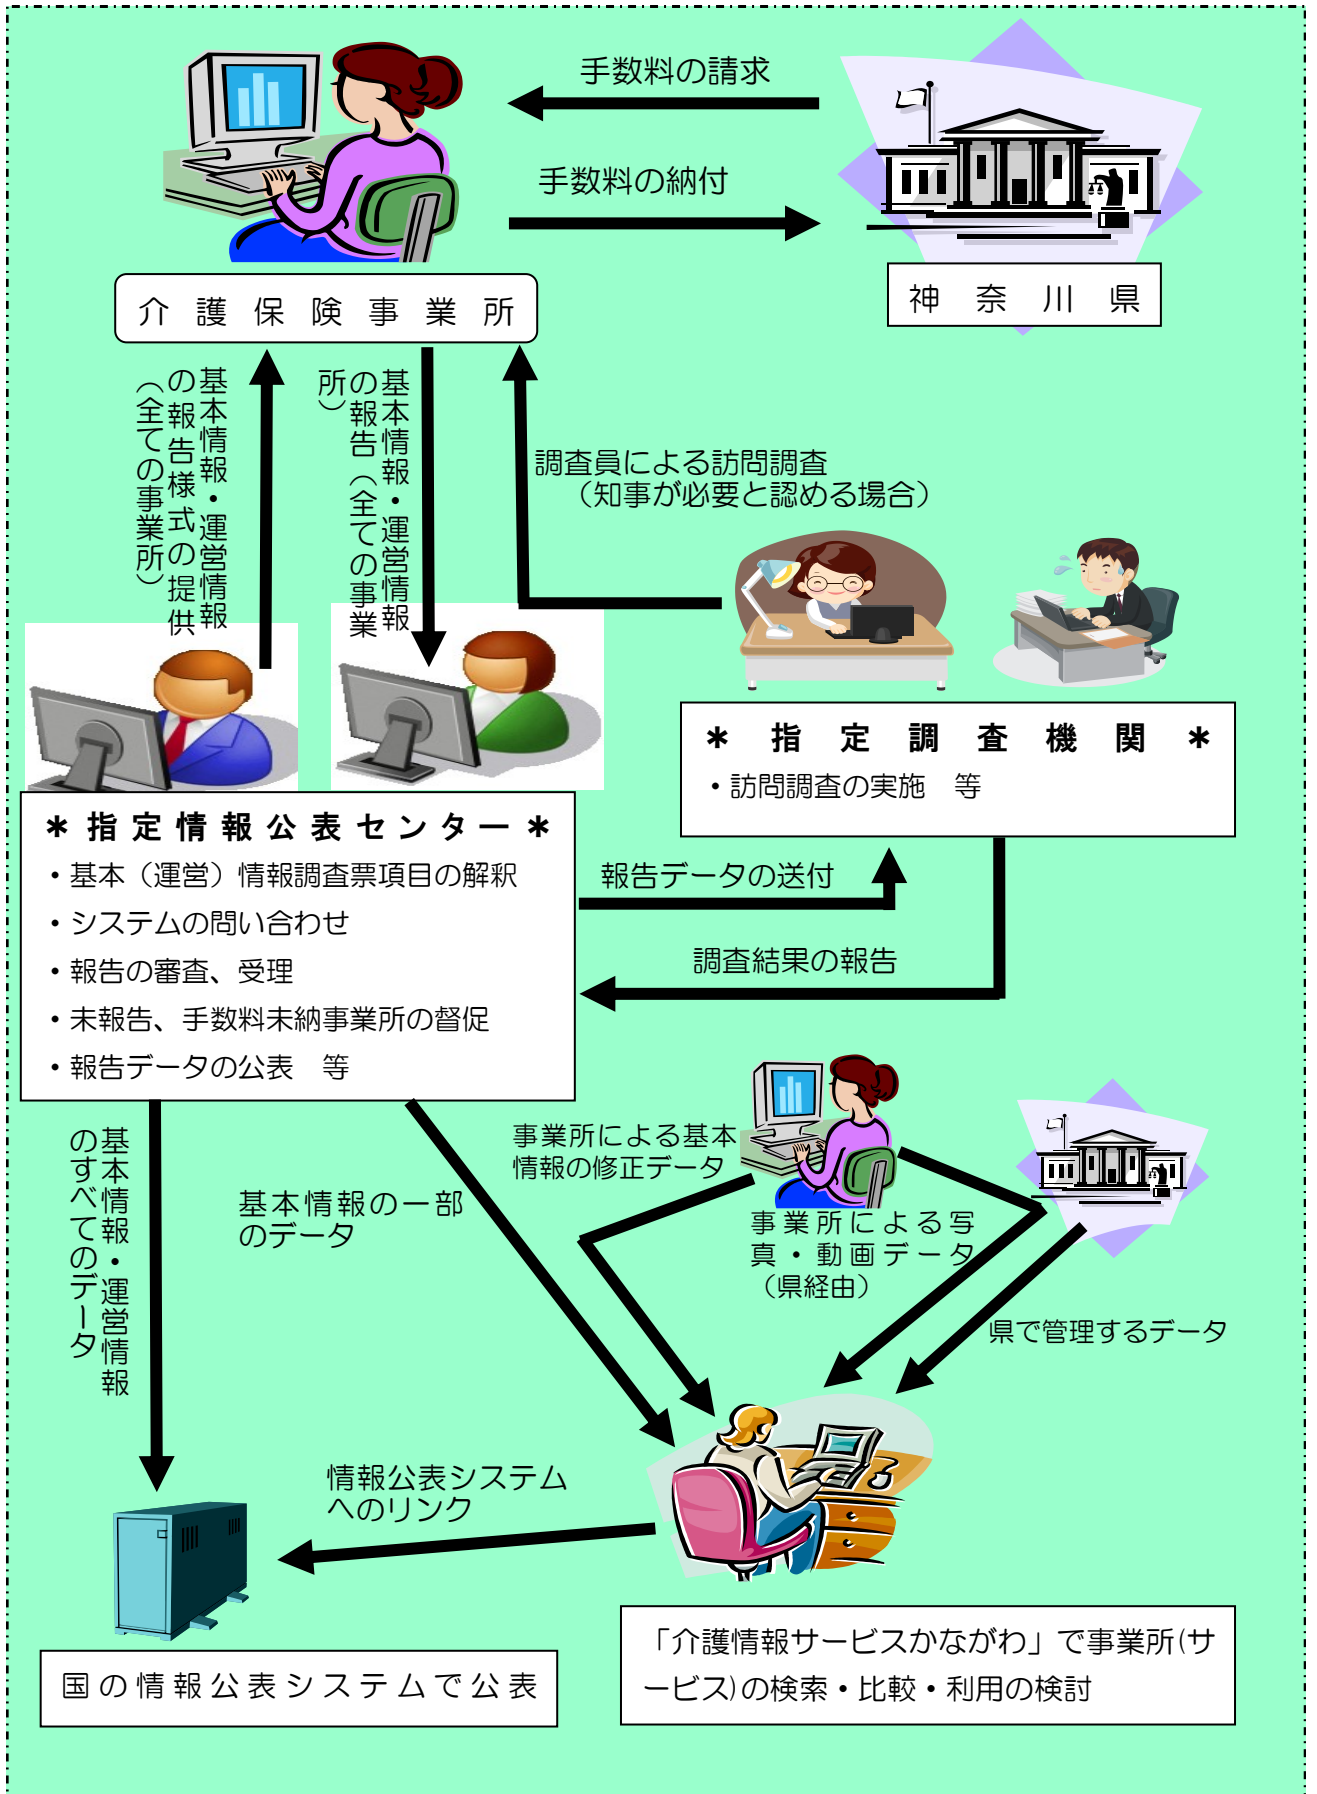 手数料の請求
手数料の納付
介護保険事業所
神奈川県
基本情報・運営情報
の報告様式の提供
（全ての事業所）
基本情報・運営情報
の報告（全ての事業
所）
調査員による訪問調査
（知事が必要と認める場合）
＊指定調査機関＊
・訪問調査の実施　等
＊指定情報公表センター＊
・基本（運営）情報調査票項目の解釈
・システムの問い合わせ
・報告の審査、受理
・未報告、手数料未納事業所の督促
・報告データの公表　等
報告データの送付
調査結果の報告
基本情報・運営情報
のすべてのデータ
基本情報の一部
のデータ
事業所による基本
情報の修正データ
事業所による写
真・動画データ
（県経由）
県で管理するデータ
情報公表システム
へのリンク
国の情報公表システムで公表
「介護情報サービスかながわ」で事業所(サ
ービス)の検索・比較・利用の検討